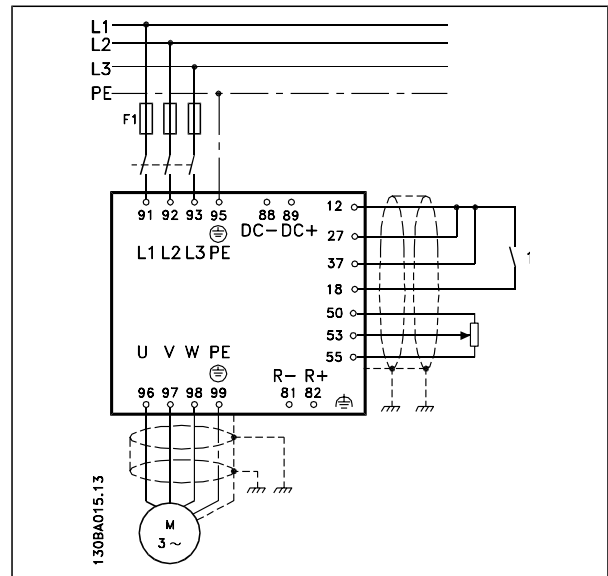 L1
L2
L3
PE
F1
91 92 93 95 88 89
DC- DC+
L1 L2 L3 PE
12
27
37
18
50
53
55
1
U V W PE
96 97 98 99
R- R+
81 82
M
3 ~
130BA015.13